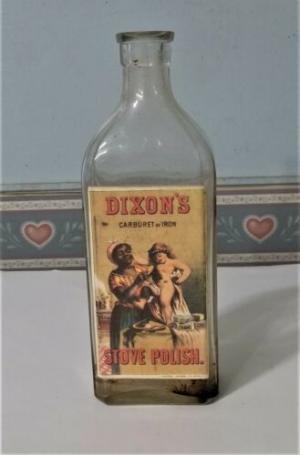 DIXON'S
CARBURET OF IRON
STOVE POLISH.